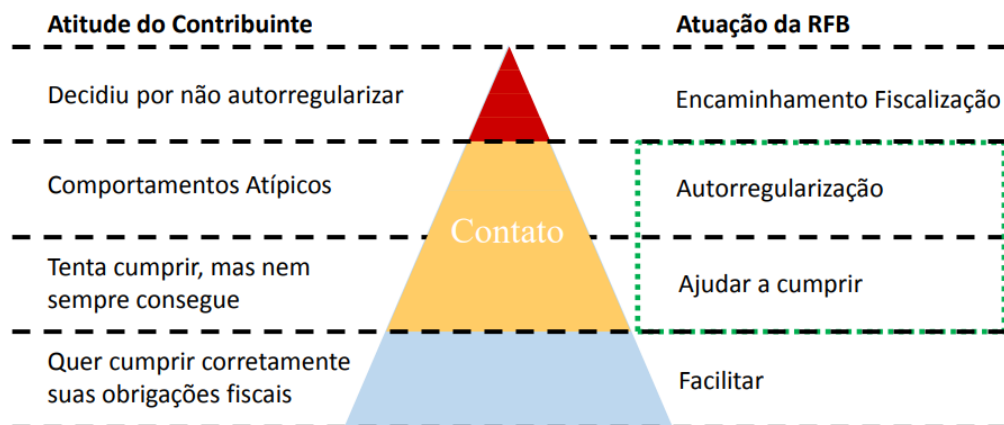 Atitude do Contribuinte
Atuação da RFB
Decidiu por não autorregularizar
Encaminhamento Fiscalização
Comportamentos Atípicos
Autorregularização
Contato
Tenta cumprir, mas nem
sempre consegue
Ajudar a cumprir
Quer cumprir corretamente
suas obrigações fiscais
Facilitar